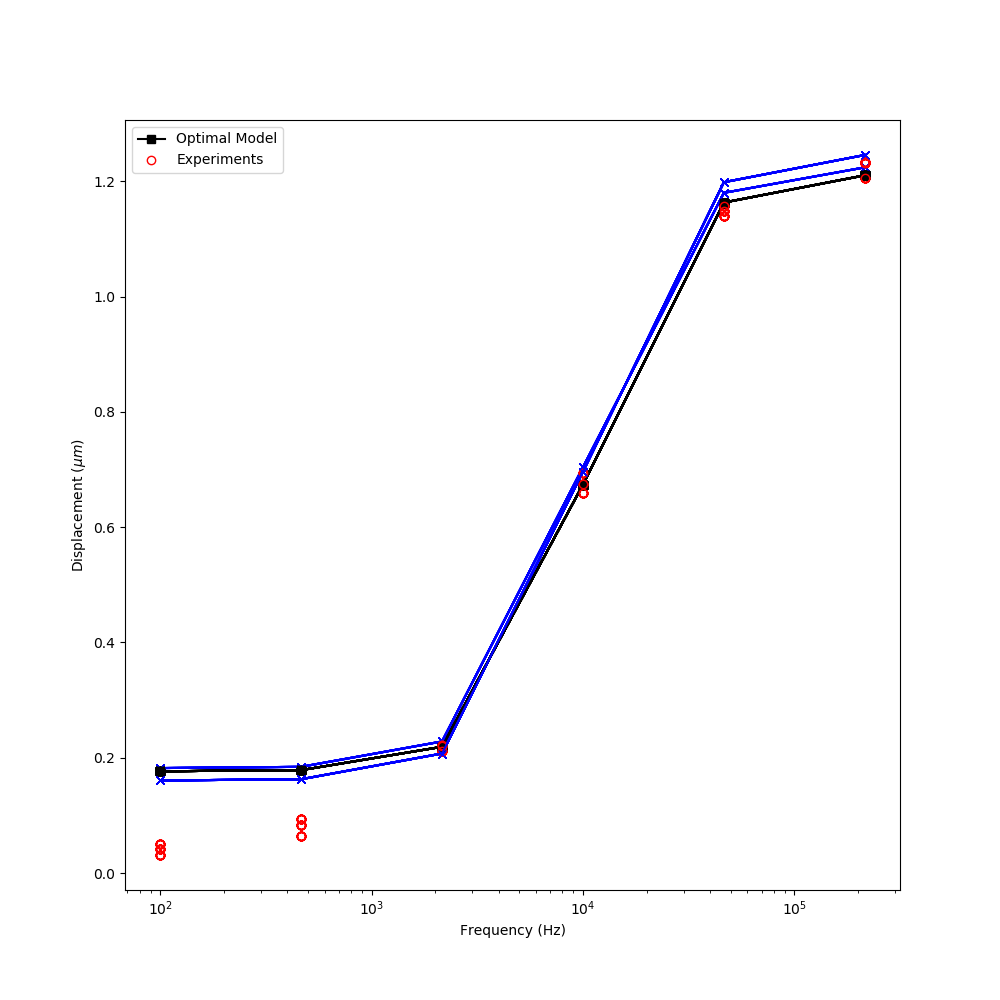 Optimal Model
Experiments
1.2
1.0
0.8
0.6
0.4
0.2
0.0
Displacement (μm)
10²
10³
10⁴
10⁵
Frequency (Hz)